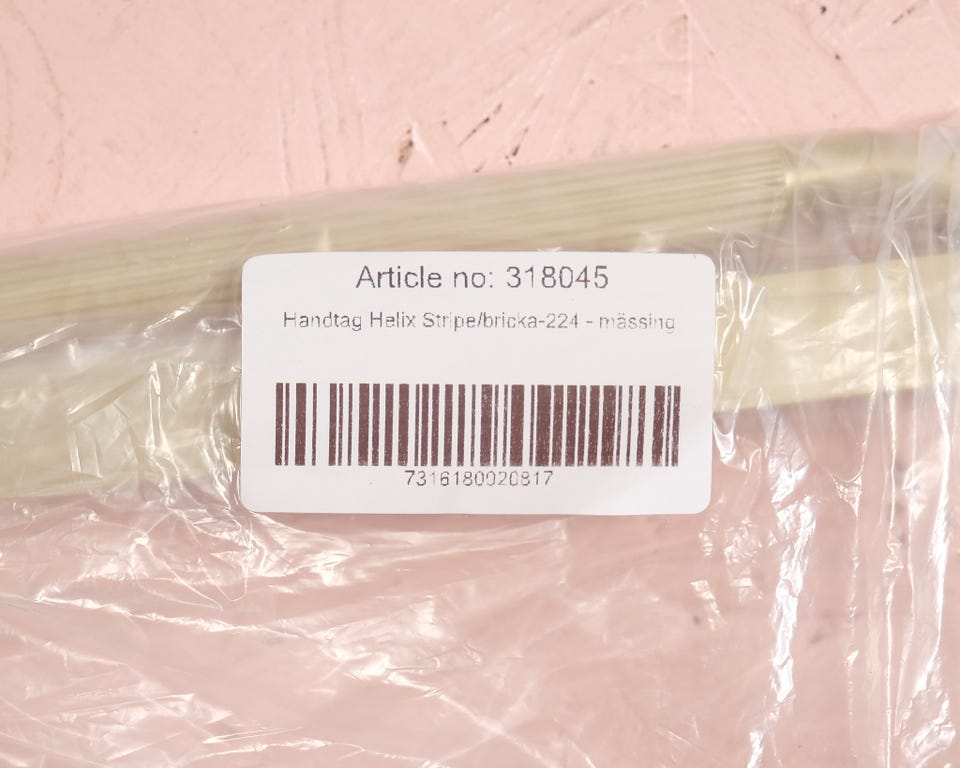 Article no: 318045
Handtag Helix Stripe/bricka-224 - mässing
7316180020817